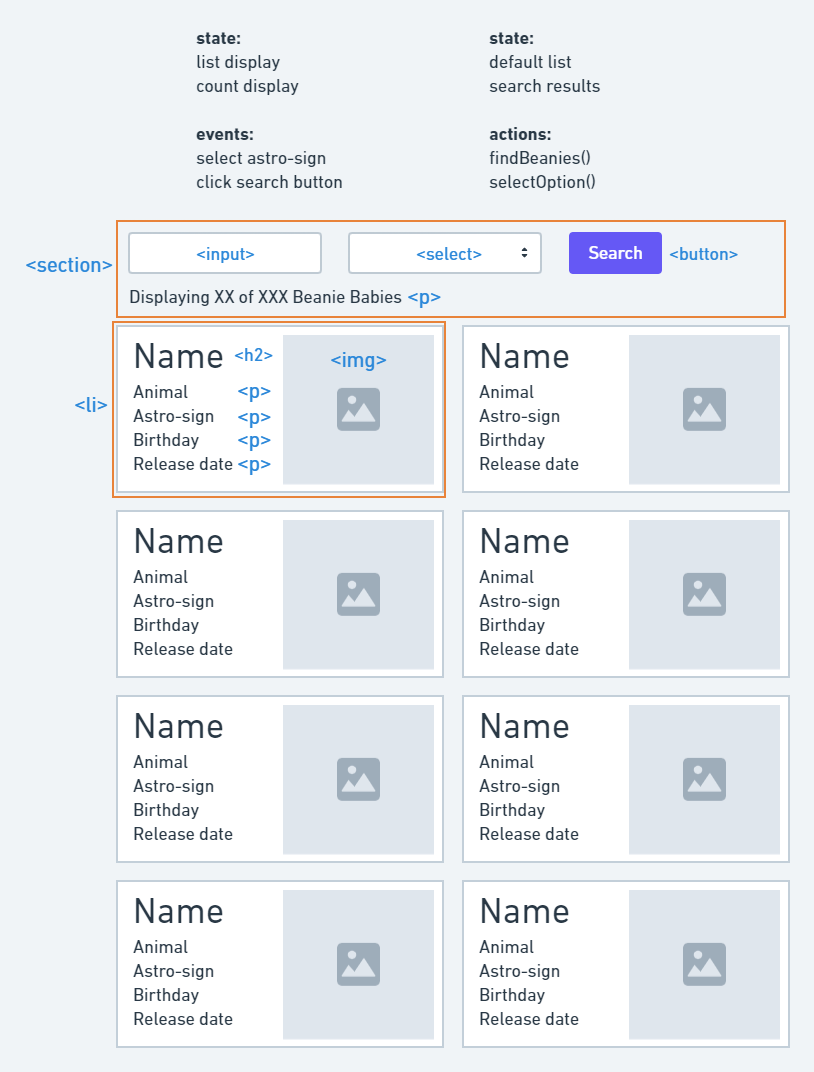 state:
list display
count display
events:
select astro-sign
click search button
state:
default list
search results
actions:
findBeanies()
selectOption()
<section>
<input>
<select>
Search
<button>
Displaying XX of XXX Beanie Babies <p>
<li>
Name <h2>
Animal <p>
Astro-sign <p>
Birthday <p>
Release date <p>
<img>
Name
Animal
Astro-sign
Birthday
Release date
Name
Animal
Astro-sign
Birthday
Release date
Name
Animal
Astro-sign
Birthday
Release date
Name
Animal
Astro-sign
Birthday
Release date
Name
Animal
Astro-sign
Birthday
Release date
Name
Animal
Astro-sign
Birthday
Release date
Name
Animal
Astro-sign
Birthday
Release date